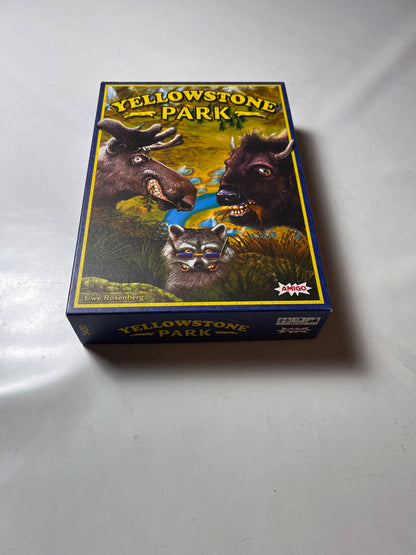 YELLOWSTONE
PARK
Uwe Rosenberg
AMIGO
YELLOWSTONE
PARK